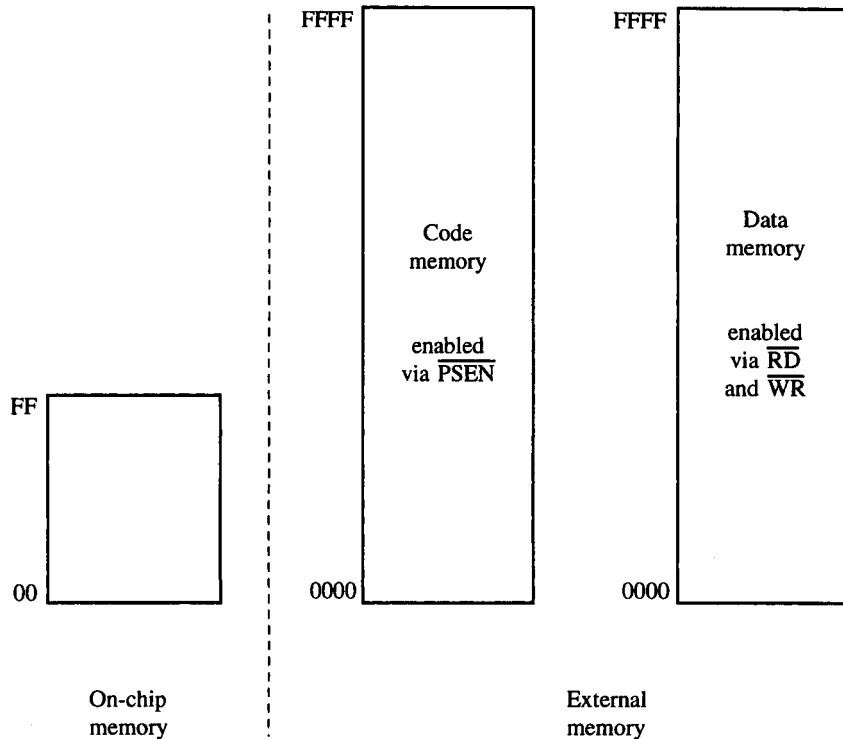 FFFF
FFFF
Code
memory
enabled
via PSEN
Data
memory
enabled
via RD
and WR
FF
00
0000
0000
On-chip
memory
External
memory